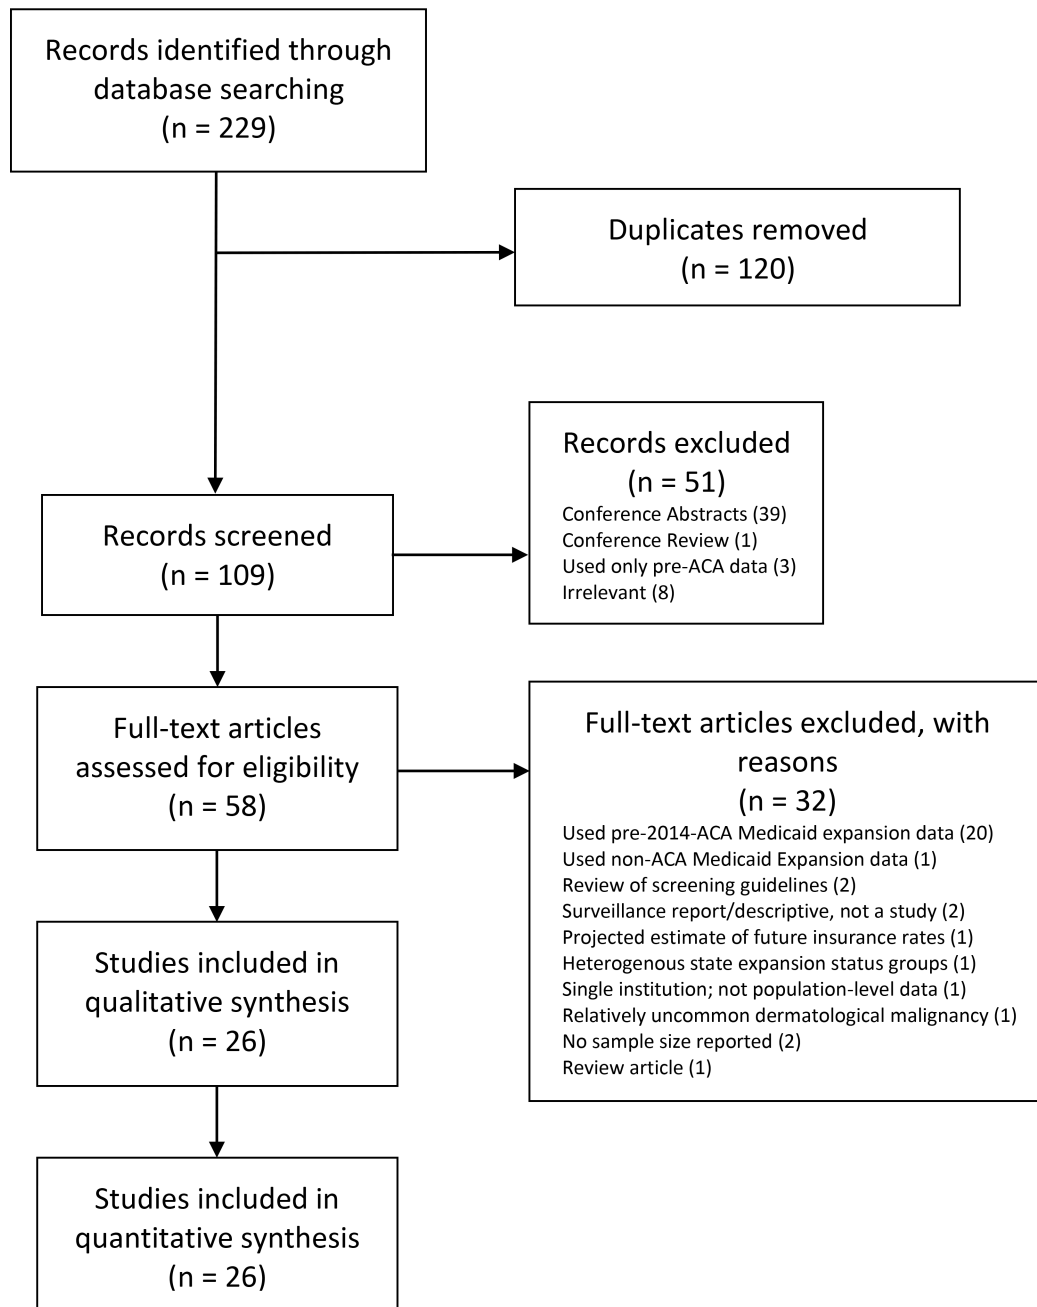 Records identified through
database searching
(n = 229)
Duplicates removed
(n = 120)
Records excluded
(n = 51)
Conference Abstracts (39)
Conference Review (1)
Used only pre-ACA data (3)
Irrelevant (8)
Records screened
(n = 109)
Full-text articles
assessed for eligibility
(n = 58)
Full-text articles excluded, with
reasons
(n = 32)
Used pre-2014-ACA Medicaid expansion data (20)
Used non-ACA Medicaid Expansion data (1)
Review of screening guidelines (2)
Surveillance report/descriptive, not a study (2)
Projected estimate of future insurance rates (1)
Heterogenous state expansion status groups (1)
Single institution; not population-level data (1)
Relatively uncommon dermatological malignancy (1)
No sample size reported (2)
Review article (1)
Studies included in
qualitative synthesis
(n = 26)
Studies included in
quantitative synthesis
(n = 26)